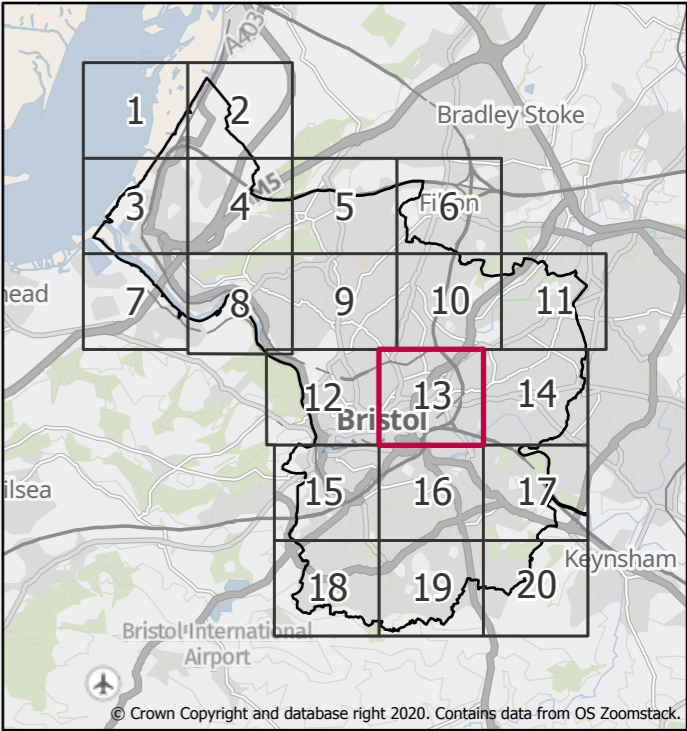 A403
1
2
Bradley Stoke
M5
3
4
5
6
Filton
head
7
8
9
10
11
12
13
14
Bristol
ilsea
15
16
17
Keynsham
18
19
20
Bristol International
Airport
© Crown Copyright and database right 2020. Contains data from OS Zoomstack.